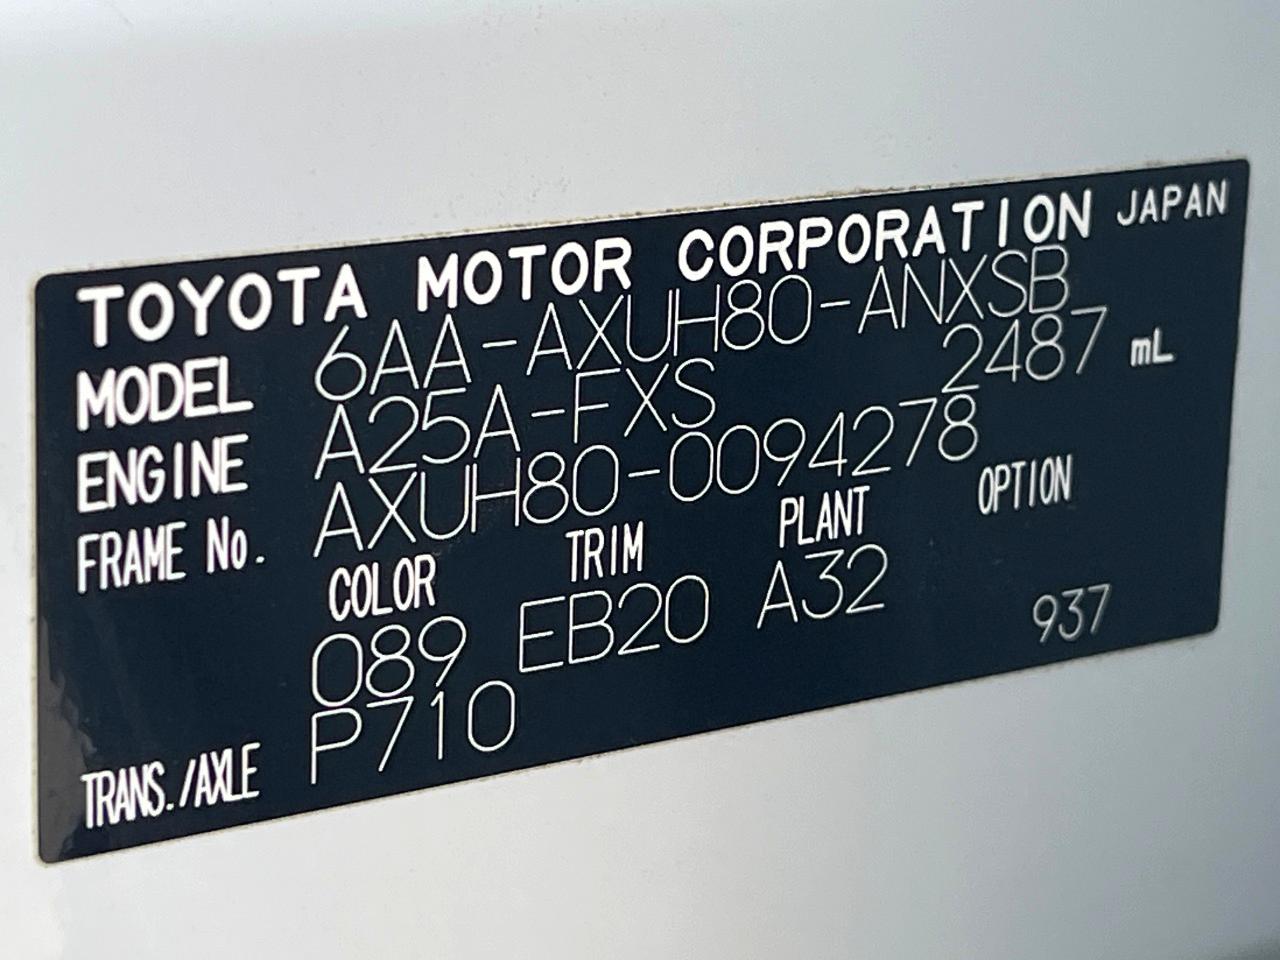 TOYOTA MOTOR CORPORATION JAPAN
MODEL 6AA-AXUH80-ANXSB
ENGINE A25A-FXS 2487 mL
FRAME No. AXUH80-0094278
COLOR TRIM PLANT OPTION
089 EB20 A32 937
TRANS./AXLE P710